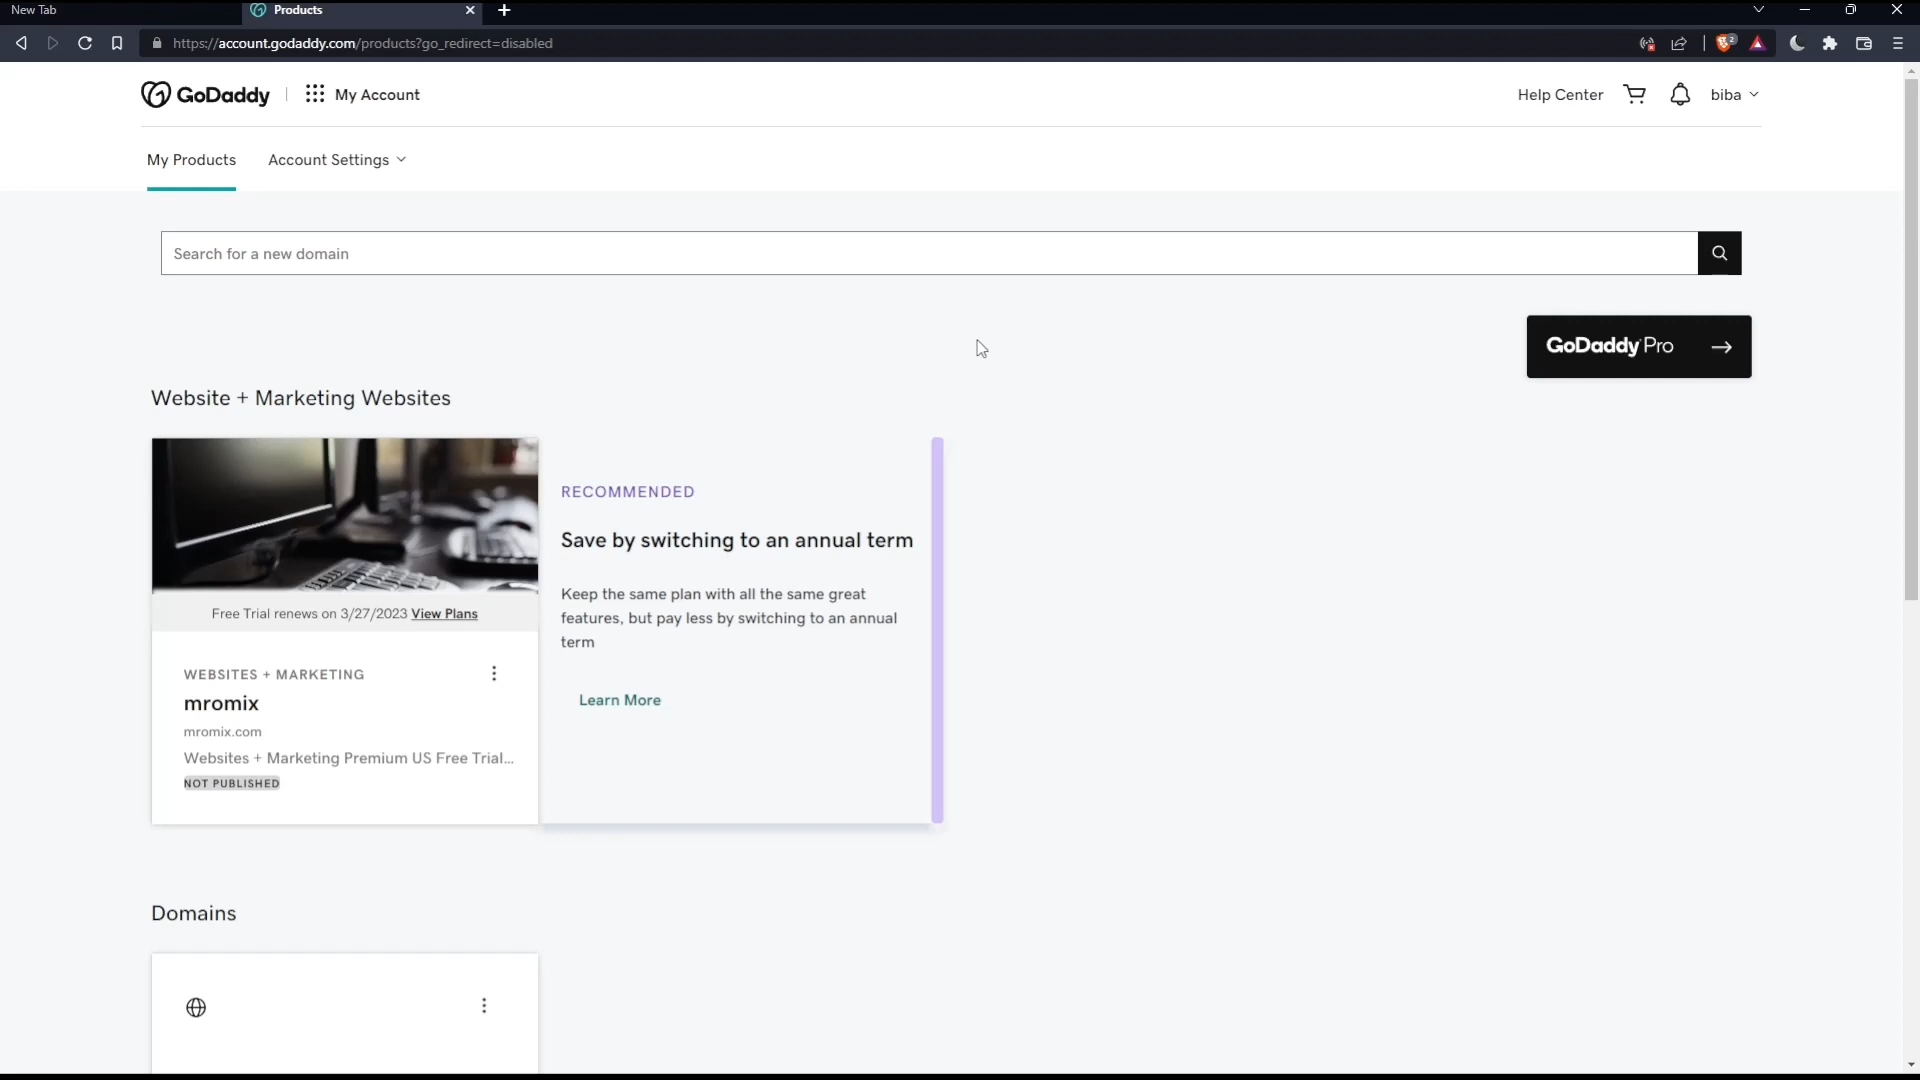 New Tab
Products
https://account.godaddy.com/products?go_redirect=disabled
2
GoDaddy
My Account
Help Center
biba
My Products
Account Settings
Search for a new domain
GoDaddy Pro
Website + Marketing Websites
RECOMMENDED
Save by switching to an annual term
Keep the same plan with all the same great
features, but pay less by switching to an annual
term
Learn More
Free Trial renews on 3/27/2023 View Plans
WEBSITES + MARKETING
mromix
mromix.com
Websites + Marketing Premium US Free Trial...
NOT PUBLISHED
Domains